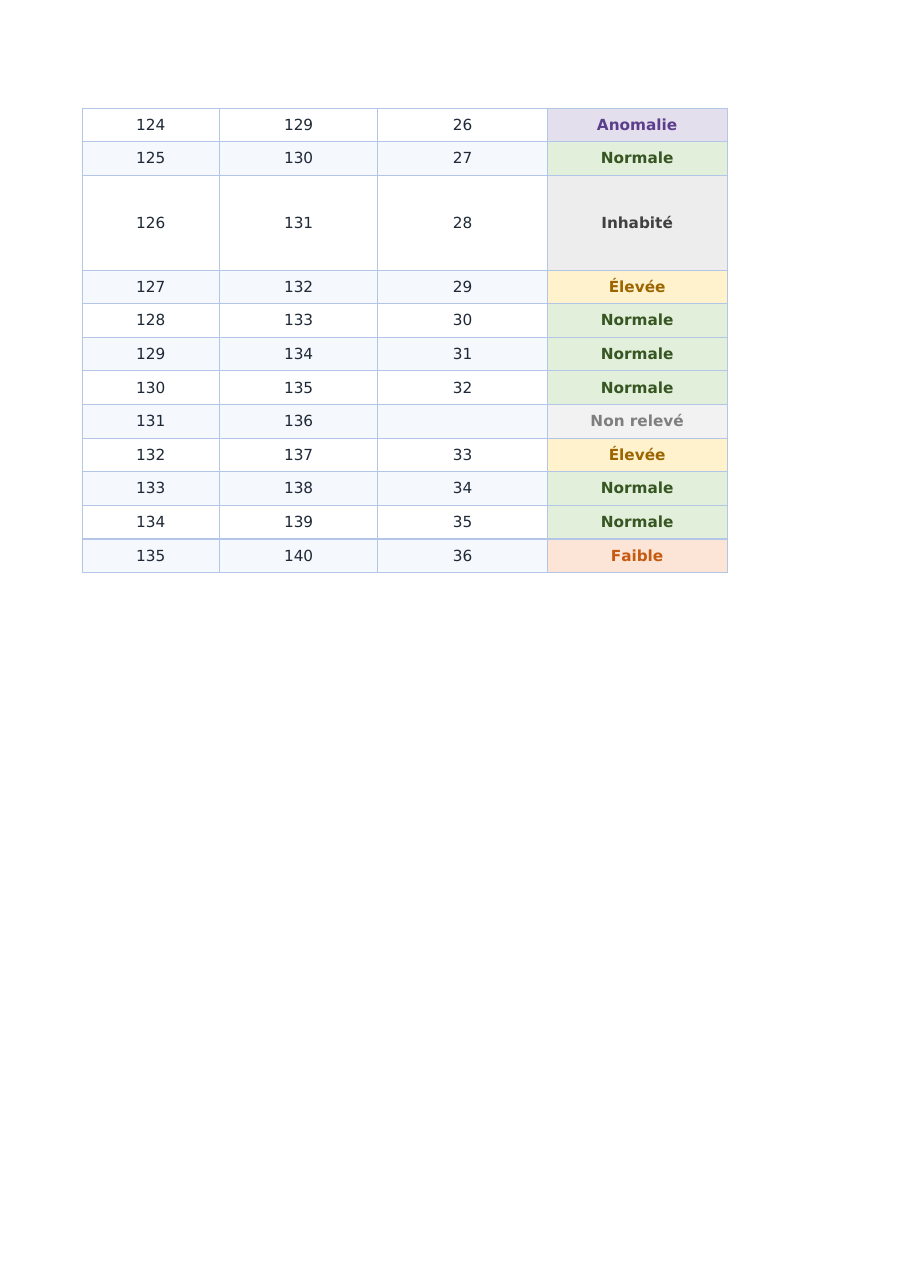 124 129 26 Anomalie
125 130 27 Normale
126 131 28 Inhabité
127 132 29 Élevée
128 133 30 Normale
129 134 31 Normale
130 135 32 Normale
131 136 Non relevé
132 137 33 Élevée
133 138 34 Normale
134 139 35 Normale
135 140 36 Faible